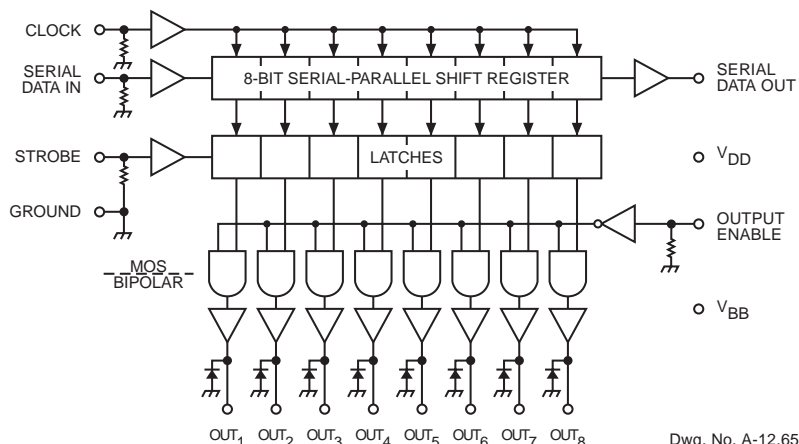 CLOCK
SERIAL
DATA IN
8-BIT SERIAL-PARALLEL SHIFT REGISTER
SERIAL
DATA OUT
STROBE
LATCHES
VDD
GROUND
OUTPUT
ENABLE
MOS
BIPOLAR
VBB
OUT1 OUT2 OUT3 OUT4 OUT5 OUT6 OUT7 OUT8
Dwg. No. A-12,65